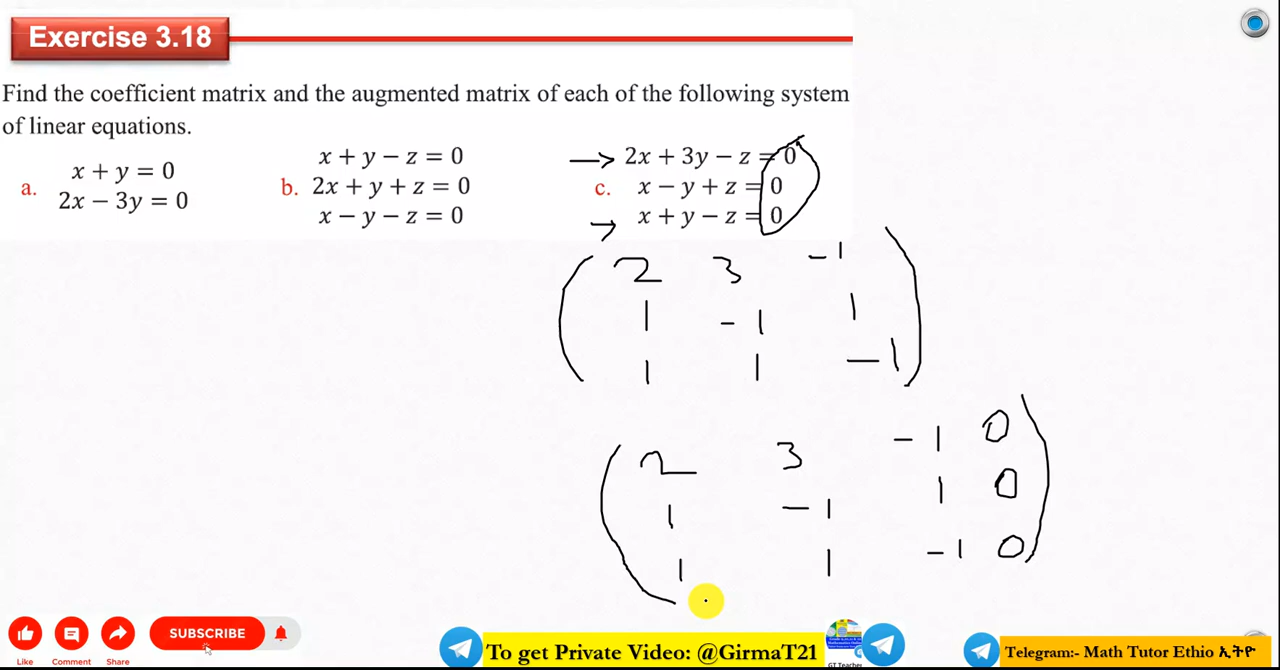 Exercise 3.18
Find the coefficient matrix and the augmented matrix of each of the following system
of linear equations.
a. x + y = 0
2x − 3y = 0
b. x + y − z = 0
2x + y + z = 0
x − y − z = 0
c. 2x + 3y − z = 0
x − y + z = 0
x + y − z = 0
2 3 -1
1 -1 1
1 1 -1
2 3 -1 0
1 -1 1 0
1 1 -1 0
Like
Comment
Share
SUBSCRIBE
To get Private Video: @GirmaT21
GT Teacher
Telegram:- Math Tutor Ethio ኢትዮ